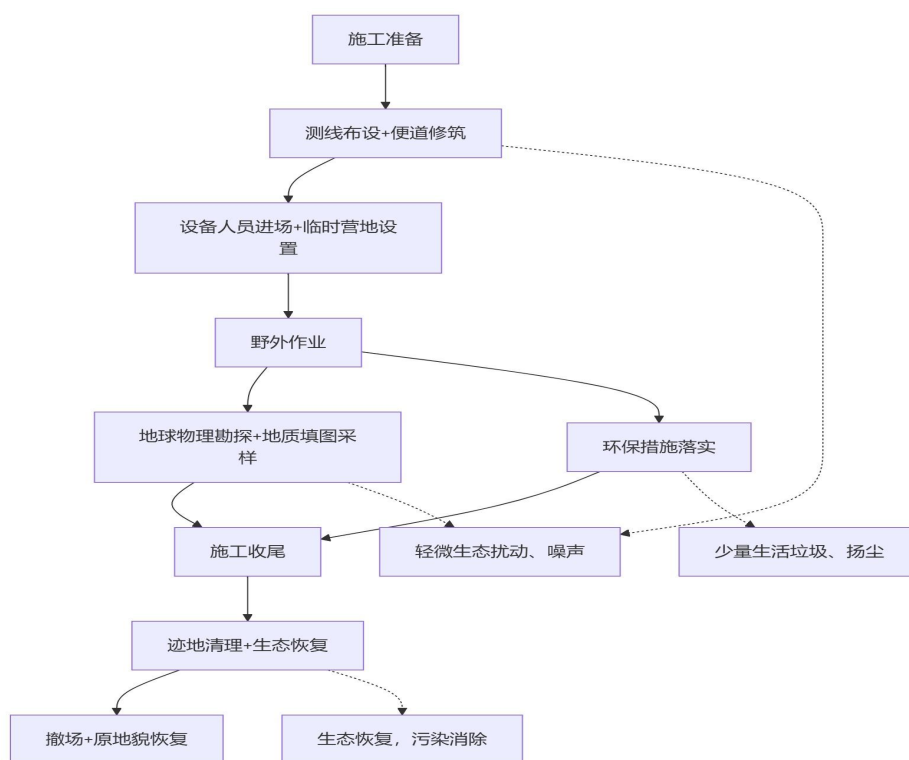 施工准备
测线布设+便道修筑
设备人员进场+临时营地设
置
野外作业
地球物理勘探+地质填图采
样
环保措施落实
施工收尾
轻微生态扰动、噪声
少量生活垃圾、扬尘
迹地清理+生态恢复
撤场+原地貌恢复
生态恢复，污染消除